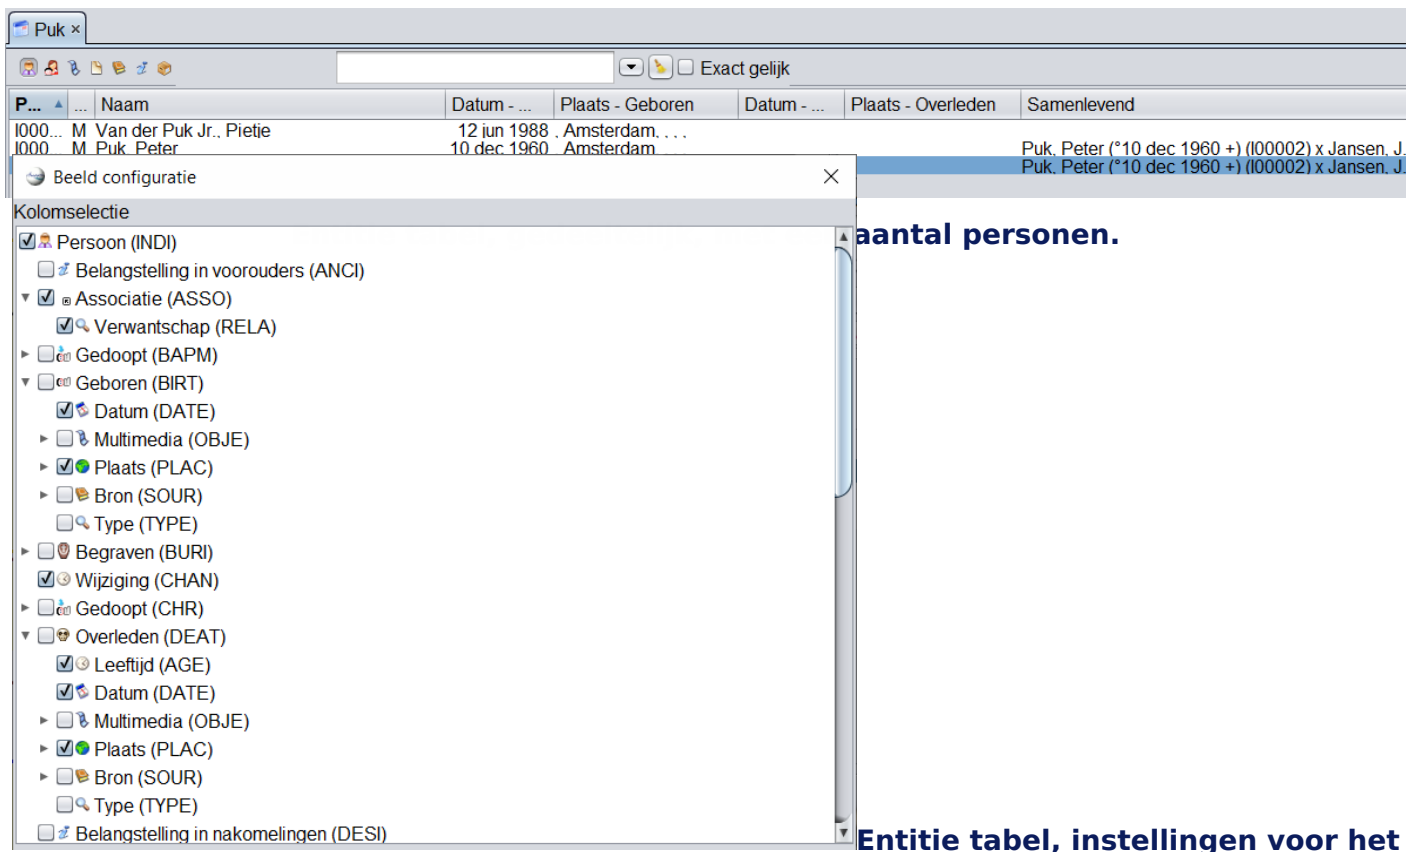 Puk ×
Exact gelijk
P... ... Naam Datum - ... Plaats - Geboren Datum - ... Plaats - Overleden Samenlevend
I000... M Van der Puk Jr., Pietje 12 jun 1988 , Amsterdam, , , ,
I000... M Puk, Peter 10 dec 1960 , Amsterdam, , , , Puk, Peter (°10 dec 1960 +) (I00002) x Jansen, J.
Puk, Peter (°10 dec 1960 +) (I00002) x Jansen, J.
Beeld configuratie
Kolomselectie
Persoon (INDI)
aantal personen.
Belangstelling in voorouders (ANCI)
Associatie (ASSO)
Verwantschap (RELA)
Gedoopt (BAPM)
Geboren (BIRT)
Datum (DATE)
Multimedia (OBJE)
Plaats (PLAC)
Bron (SOUR)
Type (TYPE)
Begraven (BURI)
Wijziging (CHAN)
Gedoopt (CHR)
Overleden (DEAT)
Leeftijd (AGE)
Datum (DATE)
Multimedia (OBJE)
Plaats (PLAC)
Bron (SOUR)
Type (TYPE)
Belangstelling in nakomelingen (DESI)
Entitie tabel, instellingen voor het